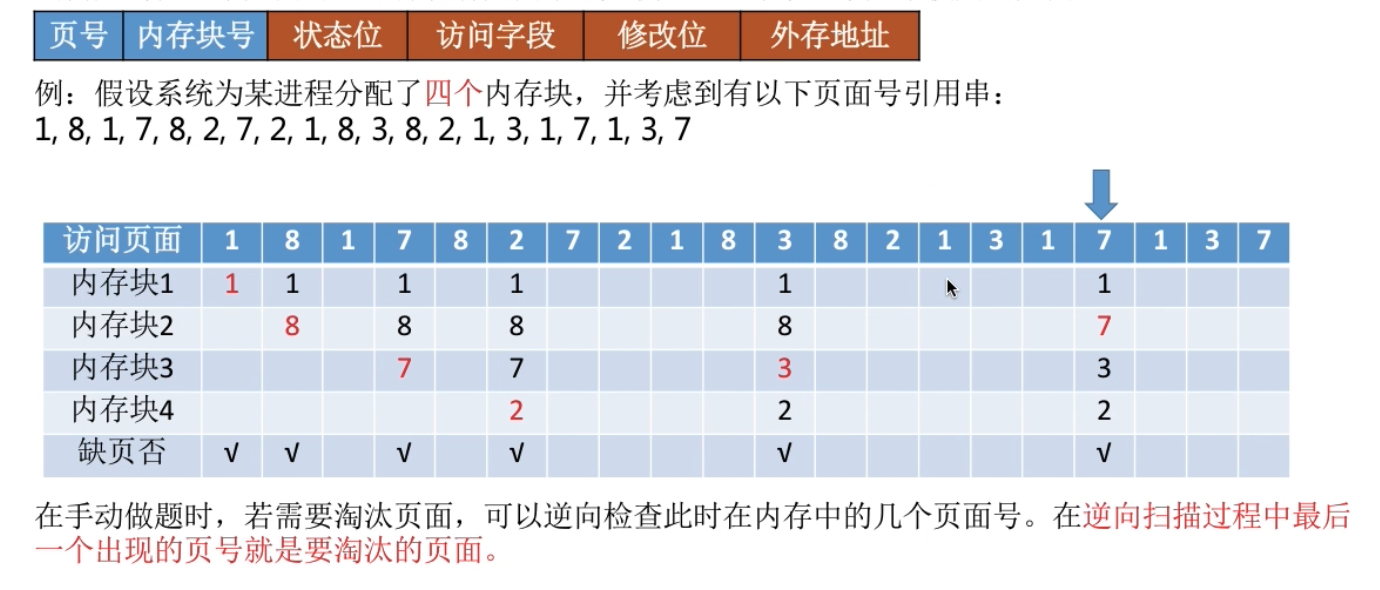 页号 内存块号 状态位 访问字段 修改位 外存地址
例：假设系统为某进程分配了四个内存块，并考虑到有以下页面号引用串：
1, 8, 1, 7, 8, 2, 7, 2, 1, 8, 3, 8, 2, 1, 3, 1, 7, 1, 3, 7
访问页面 1 8 1 7 8 2 7 2 1 8 3 8 2 1 3 1 7 1 3 7
内存块1 1 1 1 1 1 1
内存块2 8 8 8 8 7
内存块3 7 7 3 3
内存块4 2 2 2
缺页否 √ √ √ √ √ √
在手动做题时，若需要淘汰页面，可以逆向检查此时在内存中的几个页面号。在逆向扫描过程中最后
一个出现的页号就是要淘汰的页面。